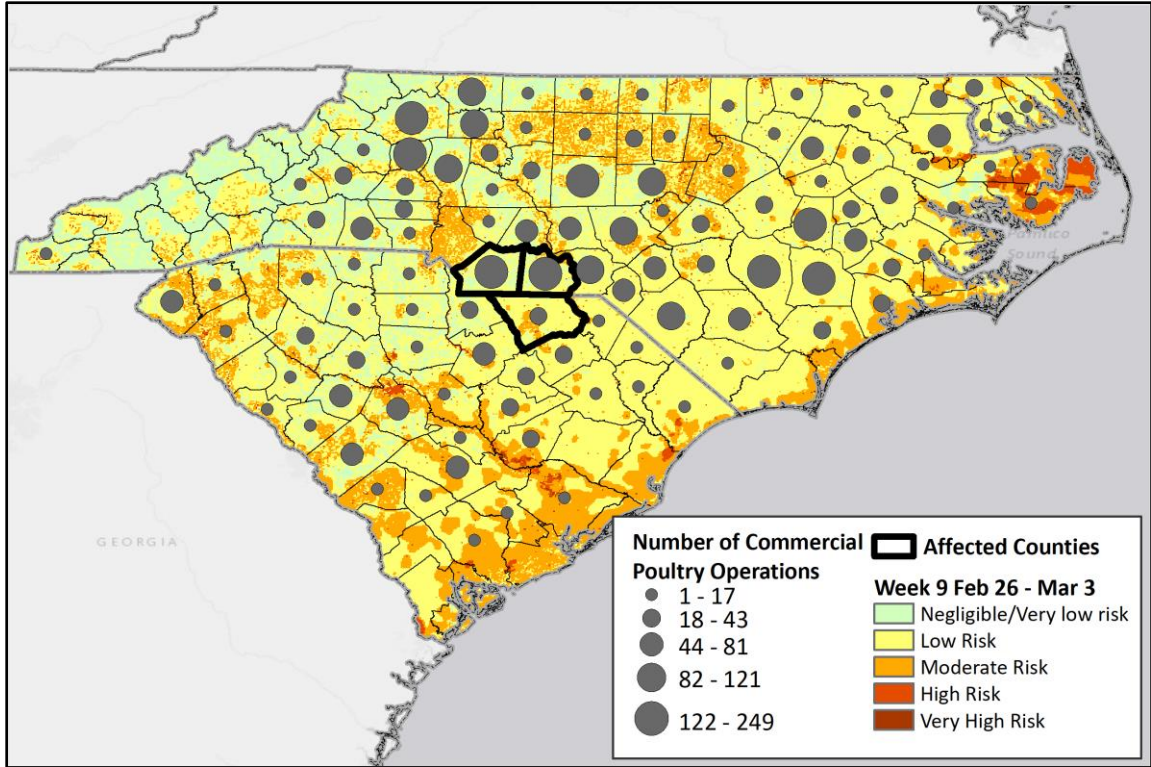 Pamlico
Sound
GEORGIA
Number of Commercial
Poultry Operations
1 - 17
18 - 43
44 - 81
82 - 121
122 - 249
Affected Counties
Week 9 Feb 26 - Mar 3
Negligible/Very low risk
Low Risk
Moderate Risk
High Risk
Very High Risk